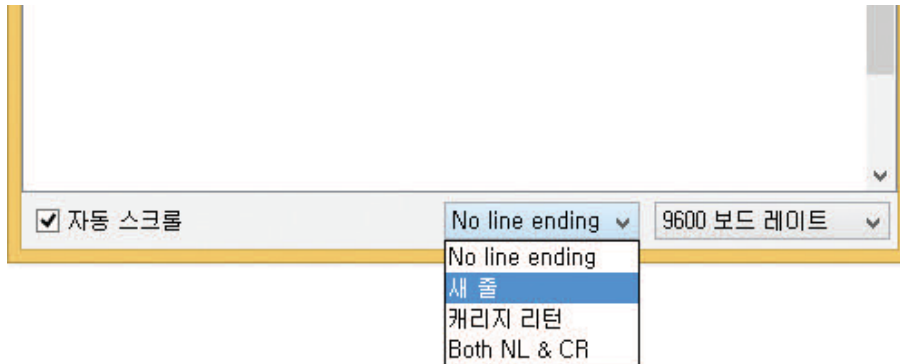 자동 스크롤
No line ending
9600 보드 레이트
No line ending
새 줄
캐리지 리턴
Both NL & CR